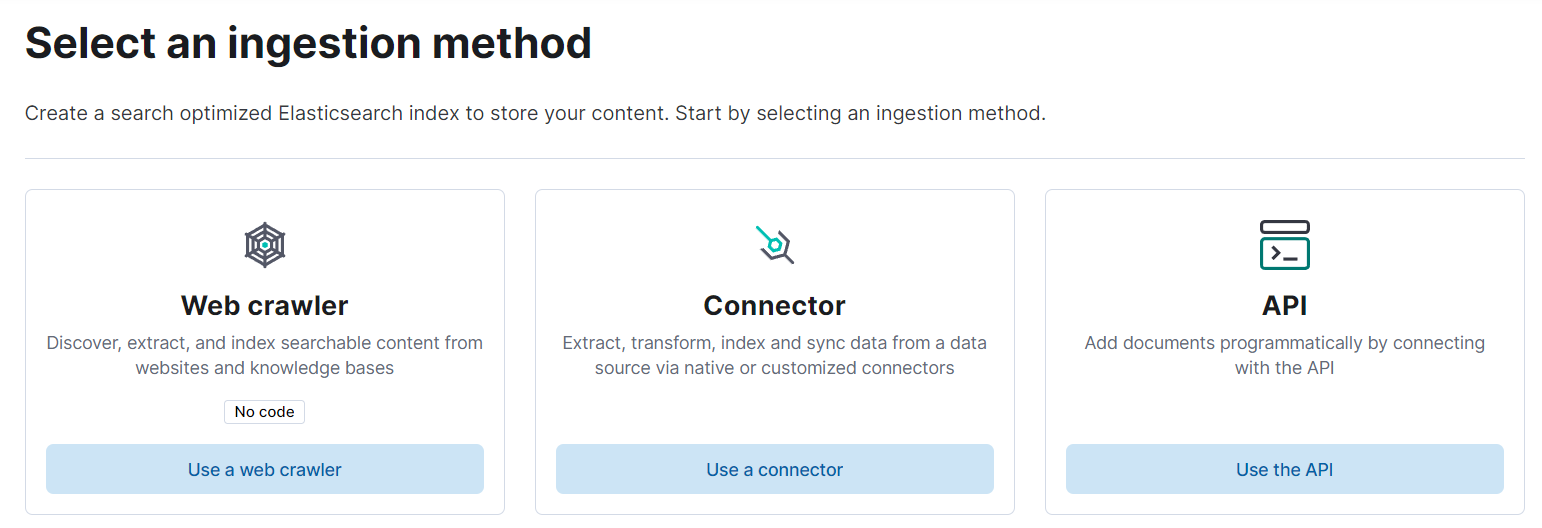 Select an ingestion method
Create a search optimized Elasticsearch index to store your content. Start by selecting an ingestion method.
Web crawler
Discover, extract, and index searchable content from
websites and knowledge bases
No code
Use a web crawler
Connector
Extract, transform, index and sync data from a data
source via native or customized connectors
Use a connector
API
Add documents programmatically by connecting
with the API
Use the API